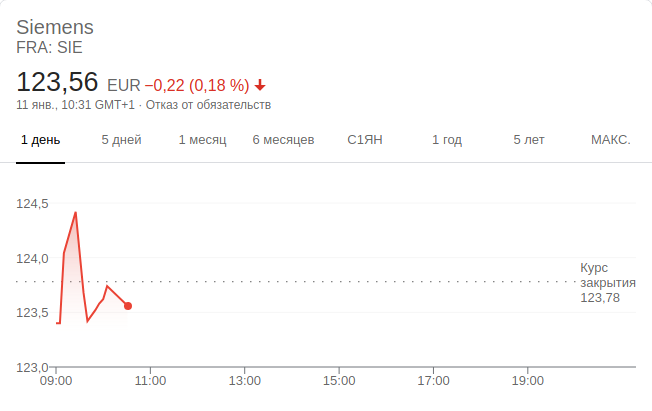 Siemens
FRA: SIE
123,56 EUR −0,22 (0,18 %)
11 янв., 10:31 GMT+1 · Отказ от обязательств
1 день 5 дней 1 месяц 6 месяцев С1ЯН 1 год 5 лет МАКС.
124,5
124,0
Курс
закрытия
123,78
123,5
123,0
09:00 11:00 13:00 15:00 17:00 19:00